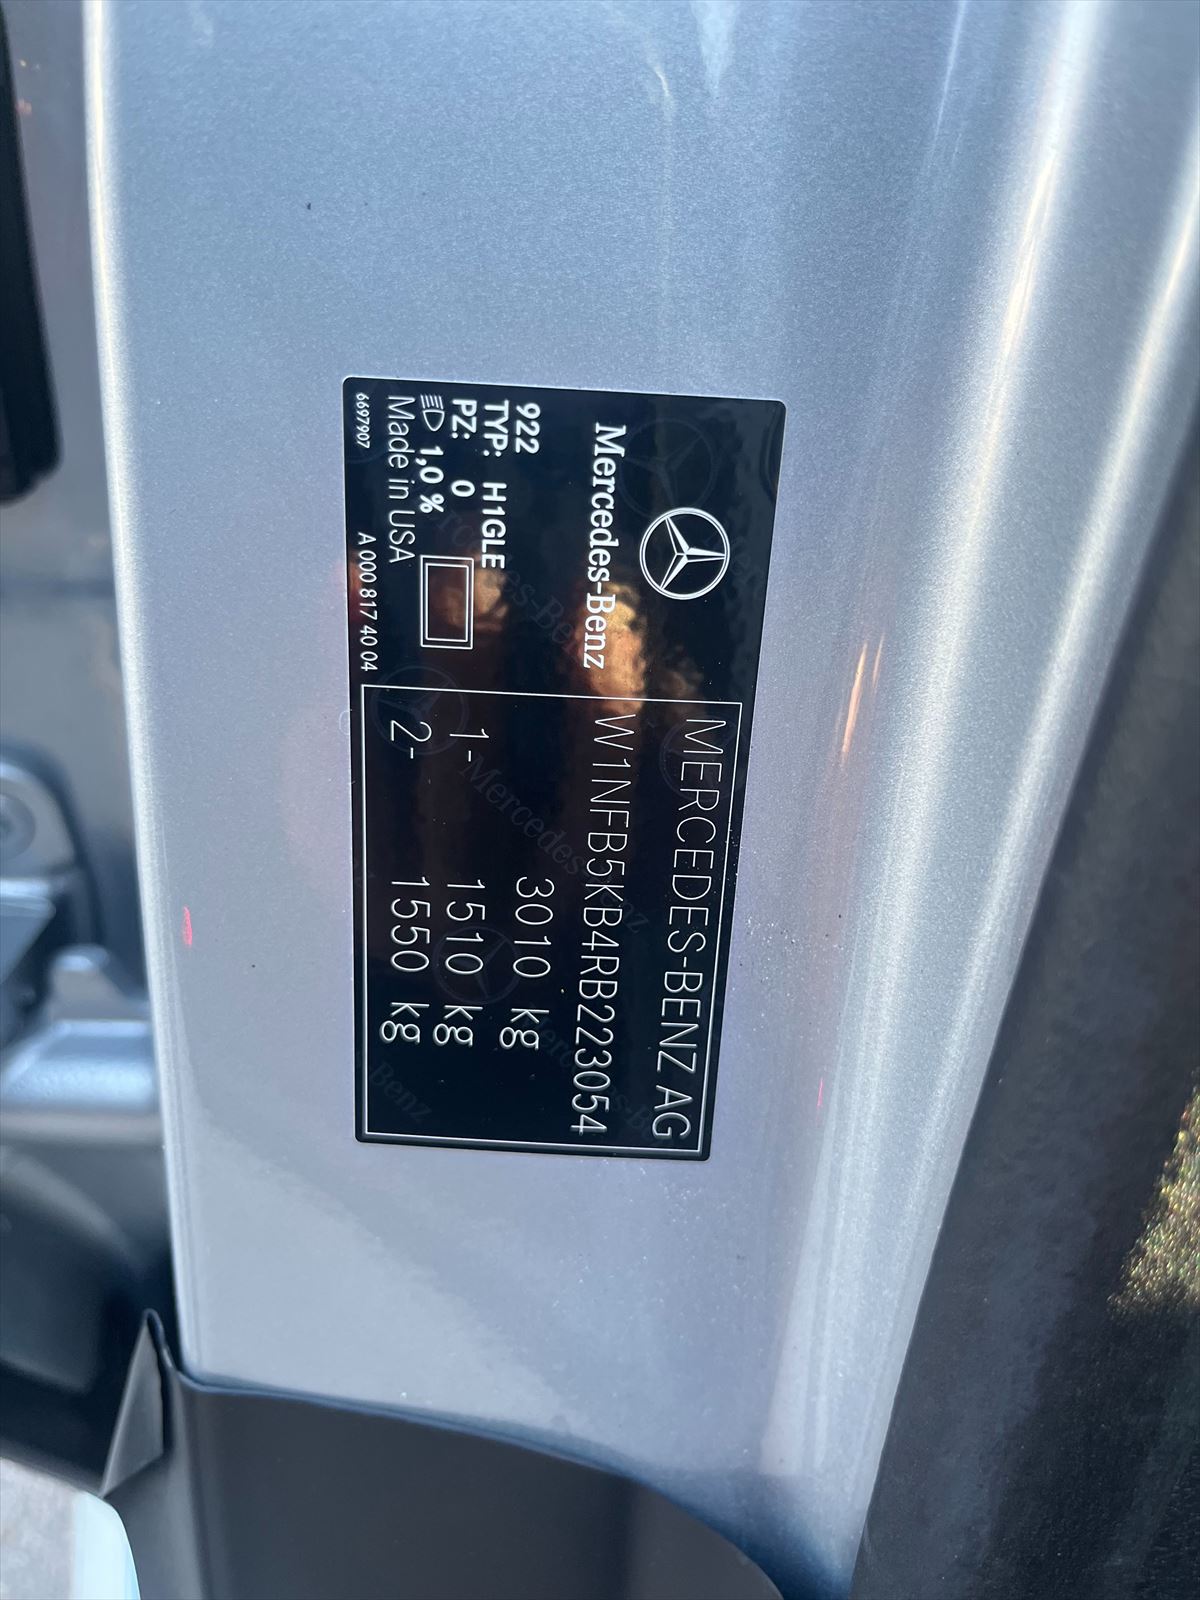 Mercedes-Benz
922
TYP: H1GLE
PZ: 0
1,0 %
Made in USA
6697907
A 000 817 40 04
MERCEDES-BENZ AG
W1NFB5KB4RB223054
3010 kg
1- 1510 kg
2- 1550 kg